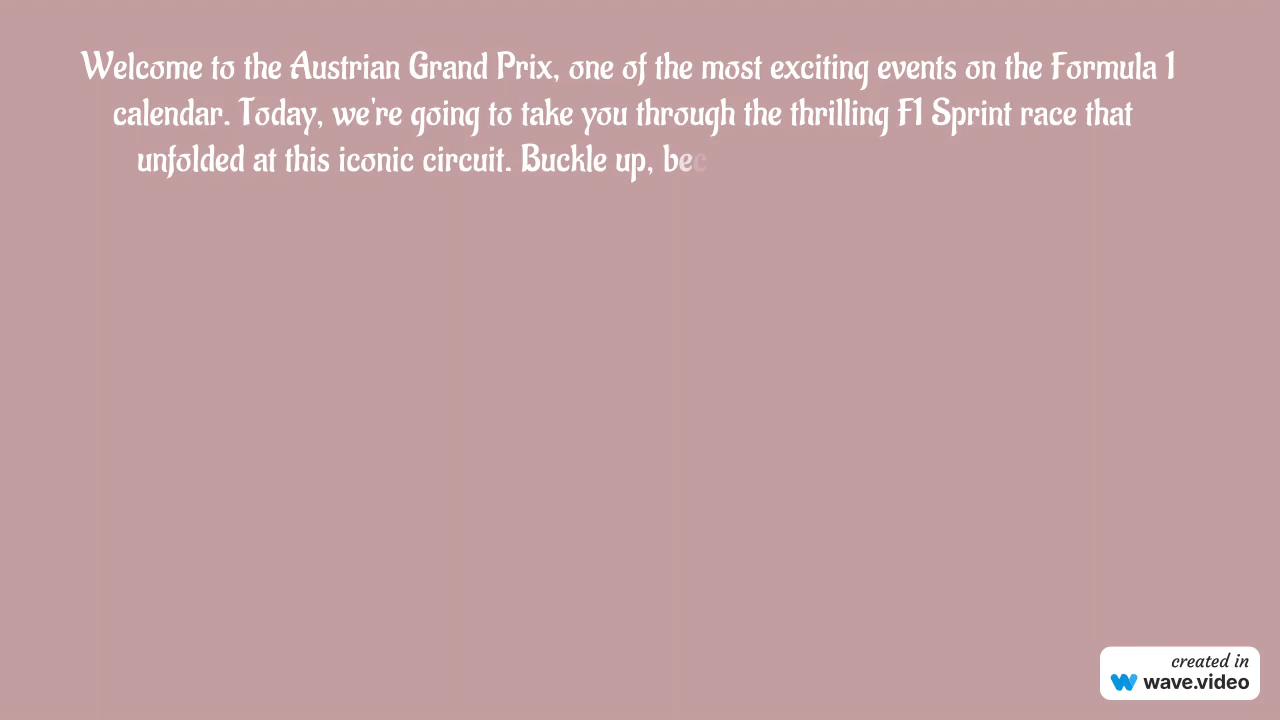 Welcome to the Austrian Grand Prix, one of the most exciting events on the Formula 1
calendar. Today, we're going to take you through the thrilling F1 Sprint race that
unfolded at this iconic circuit. Buckle up, bec
created in
wave.video